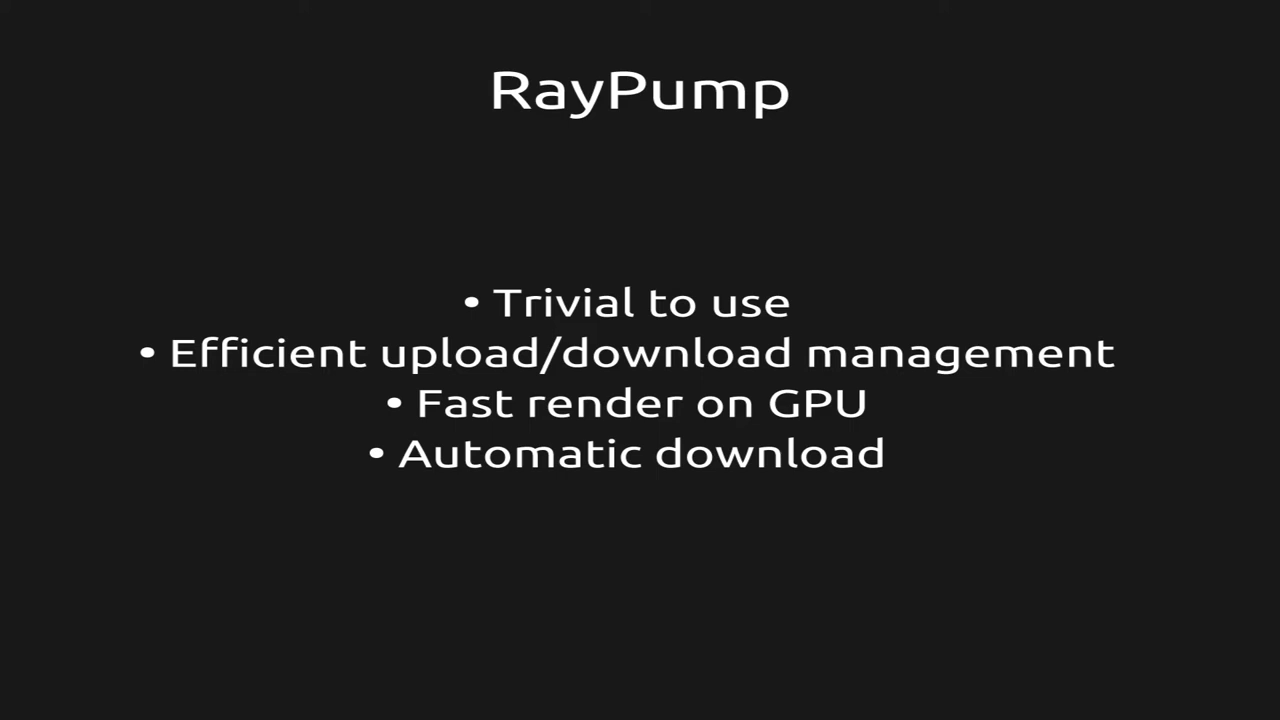 RayPump
• Trivial to use
• Efficient upload/download management
• Fast render on GPU
• Automatic download